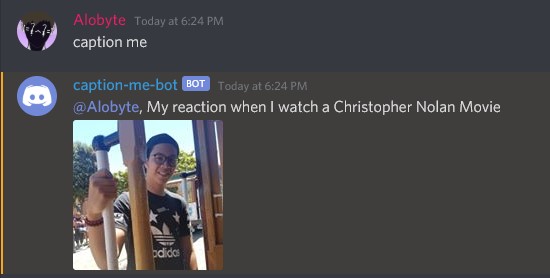 Alobyte Today at 6:24 PM
caption me
caption-me-bot BOT Today at 6:24 PM
@Alobyte, My reaction when I watch a Christopher Nolan Movie
adidas